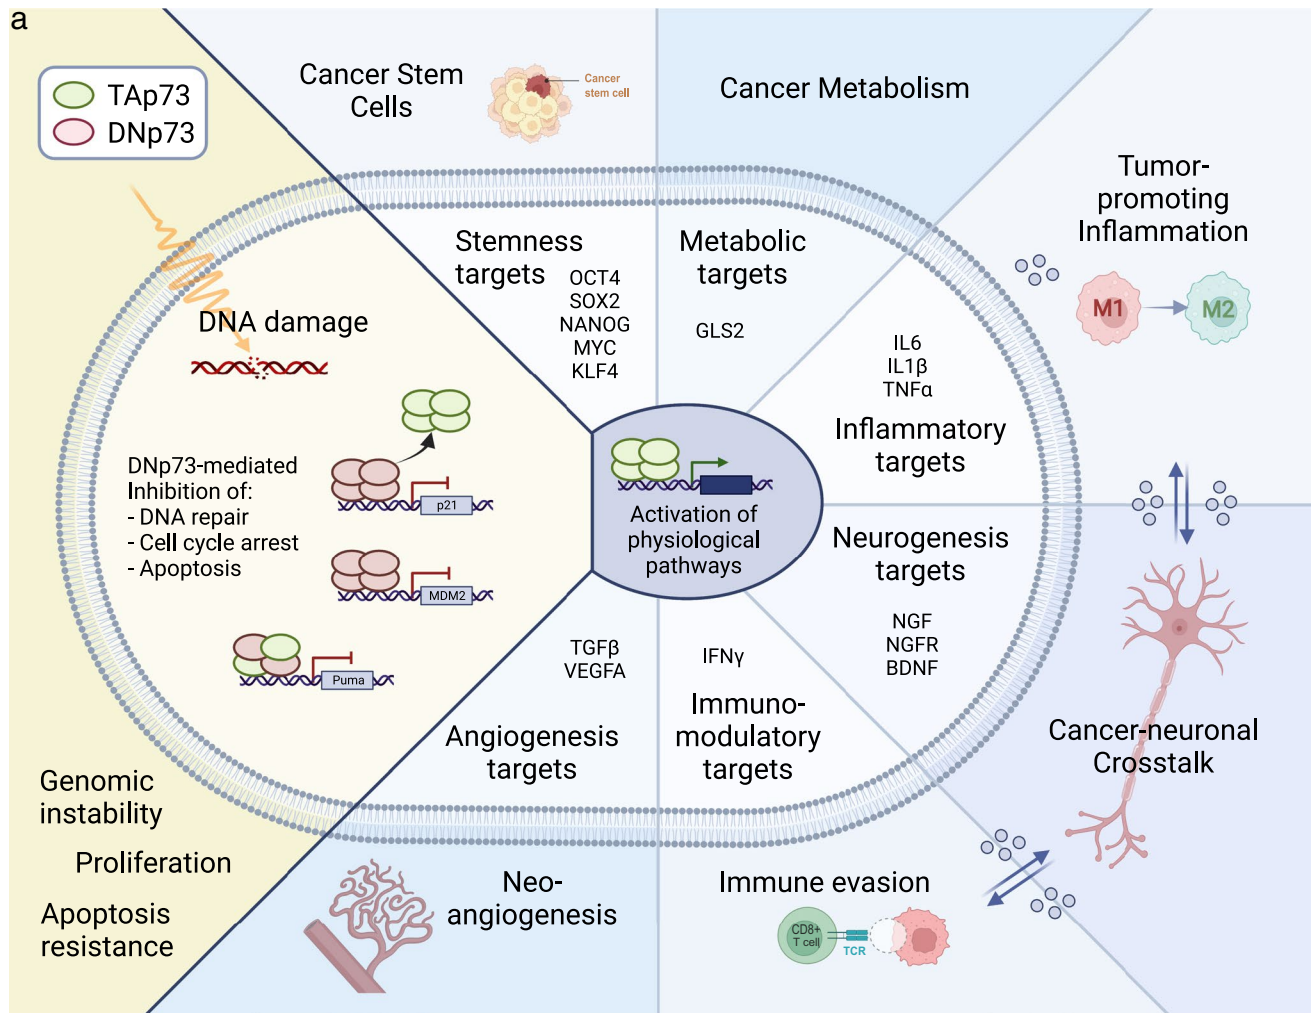 a
TAp73
DNp73
Cancer Stem
Cells
Cancer
stem cell
Cancer Metabolism
Tumor-
promoting
Inflammation
M1
M2
Stemness
targets
OCT4
SOX2
NANOG
MYC
KLF4
Metabolic
targets
GLS2
IL6
IL1β
TNFα
Inflammatory
targets
DNA damage
DNp73-mediated
Inhibition of:
- DNA repair
- Cell cycle arrest
- Apoptosis
p21
MDM2
Puma
Activation of
physiological
pathways
Neurogenesis
targets
NGF
NGFR
BDNF
TGFβ
VEGFA
Angiogenesis
targets
IFNγ
Immuno-
modulatory
targets
Cancer-neuronal
Crosstalk
Genomic
instability
Proliferation
Apoptosis
resistance
Neo-
angiogenesis
Immune evasion
CD8+
T cell
TCR